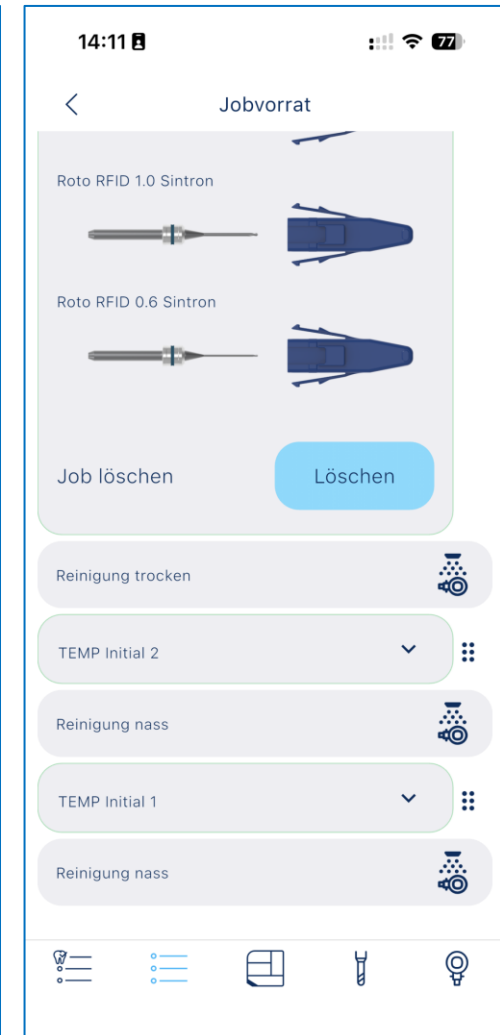 14:11
77
Jobvorrat
Roto RFID 1.0 Sintron
Roto RFID 0.6 Sintron
Job löschen
Löschen
Reinigung trocken
TEMP Initial 2
Reinigung nass
TEMP Initial 1
Reinigung nass